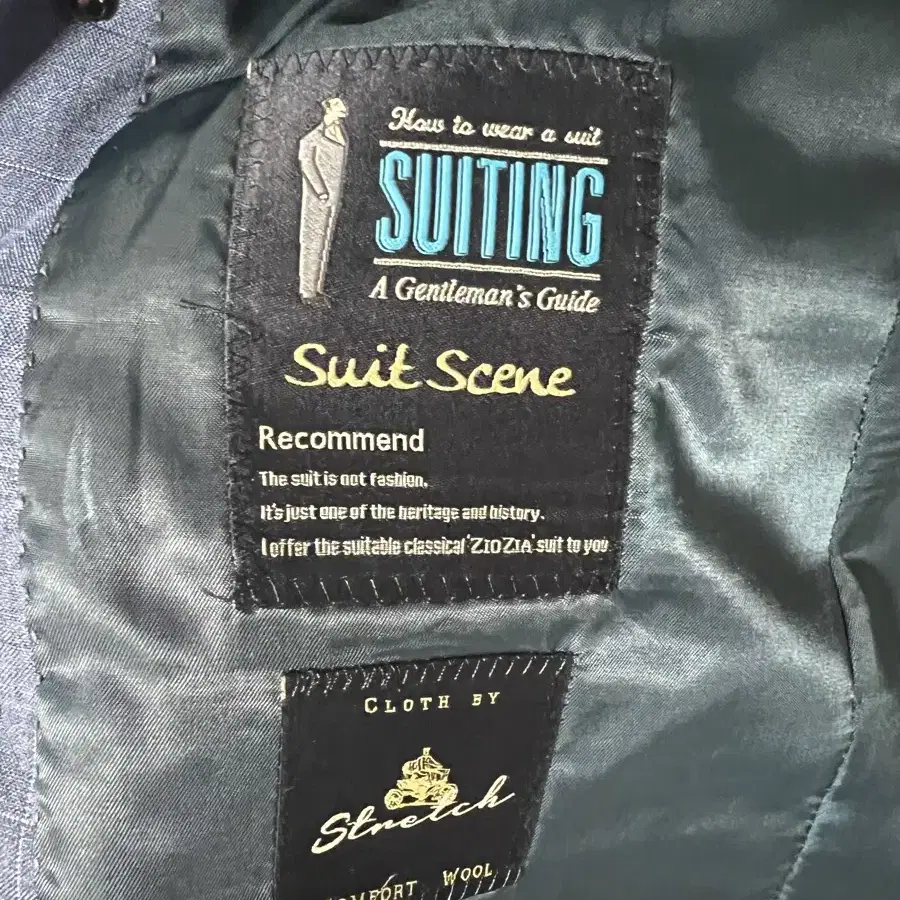 How to wear a suit
SUITING
A Gentleman's Guide
Suit Scene
Recommend
The suit is not fashion.
It's just one of the heritage and history.
I offer the suitable classical 'ZIOZIA' suit to you
CLOTH BY
Stretch
COMFORT WOOL